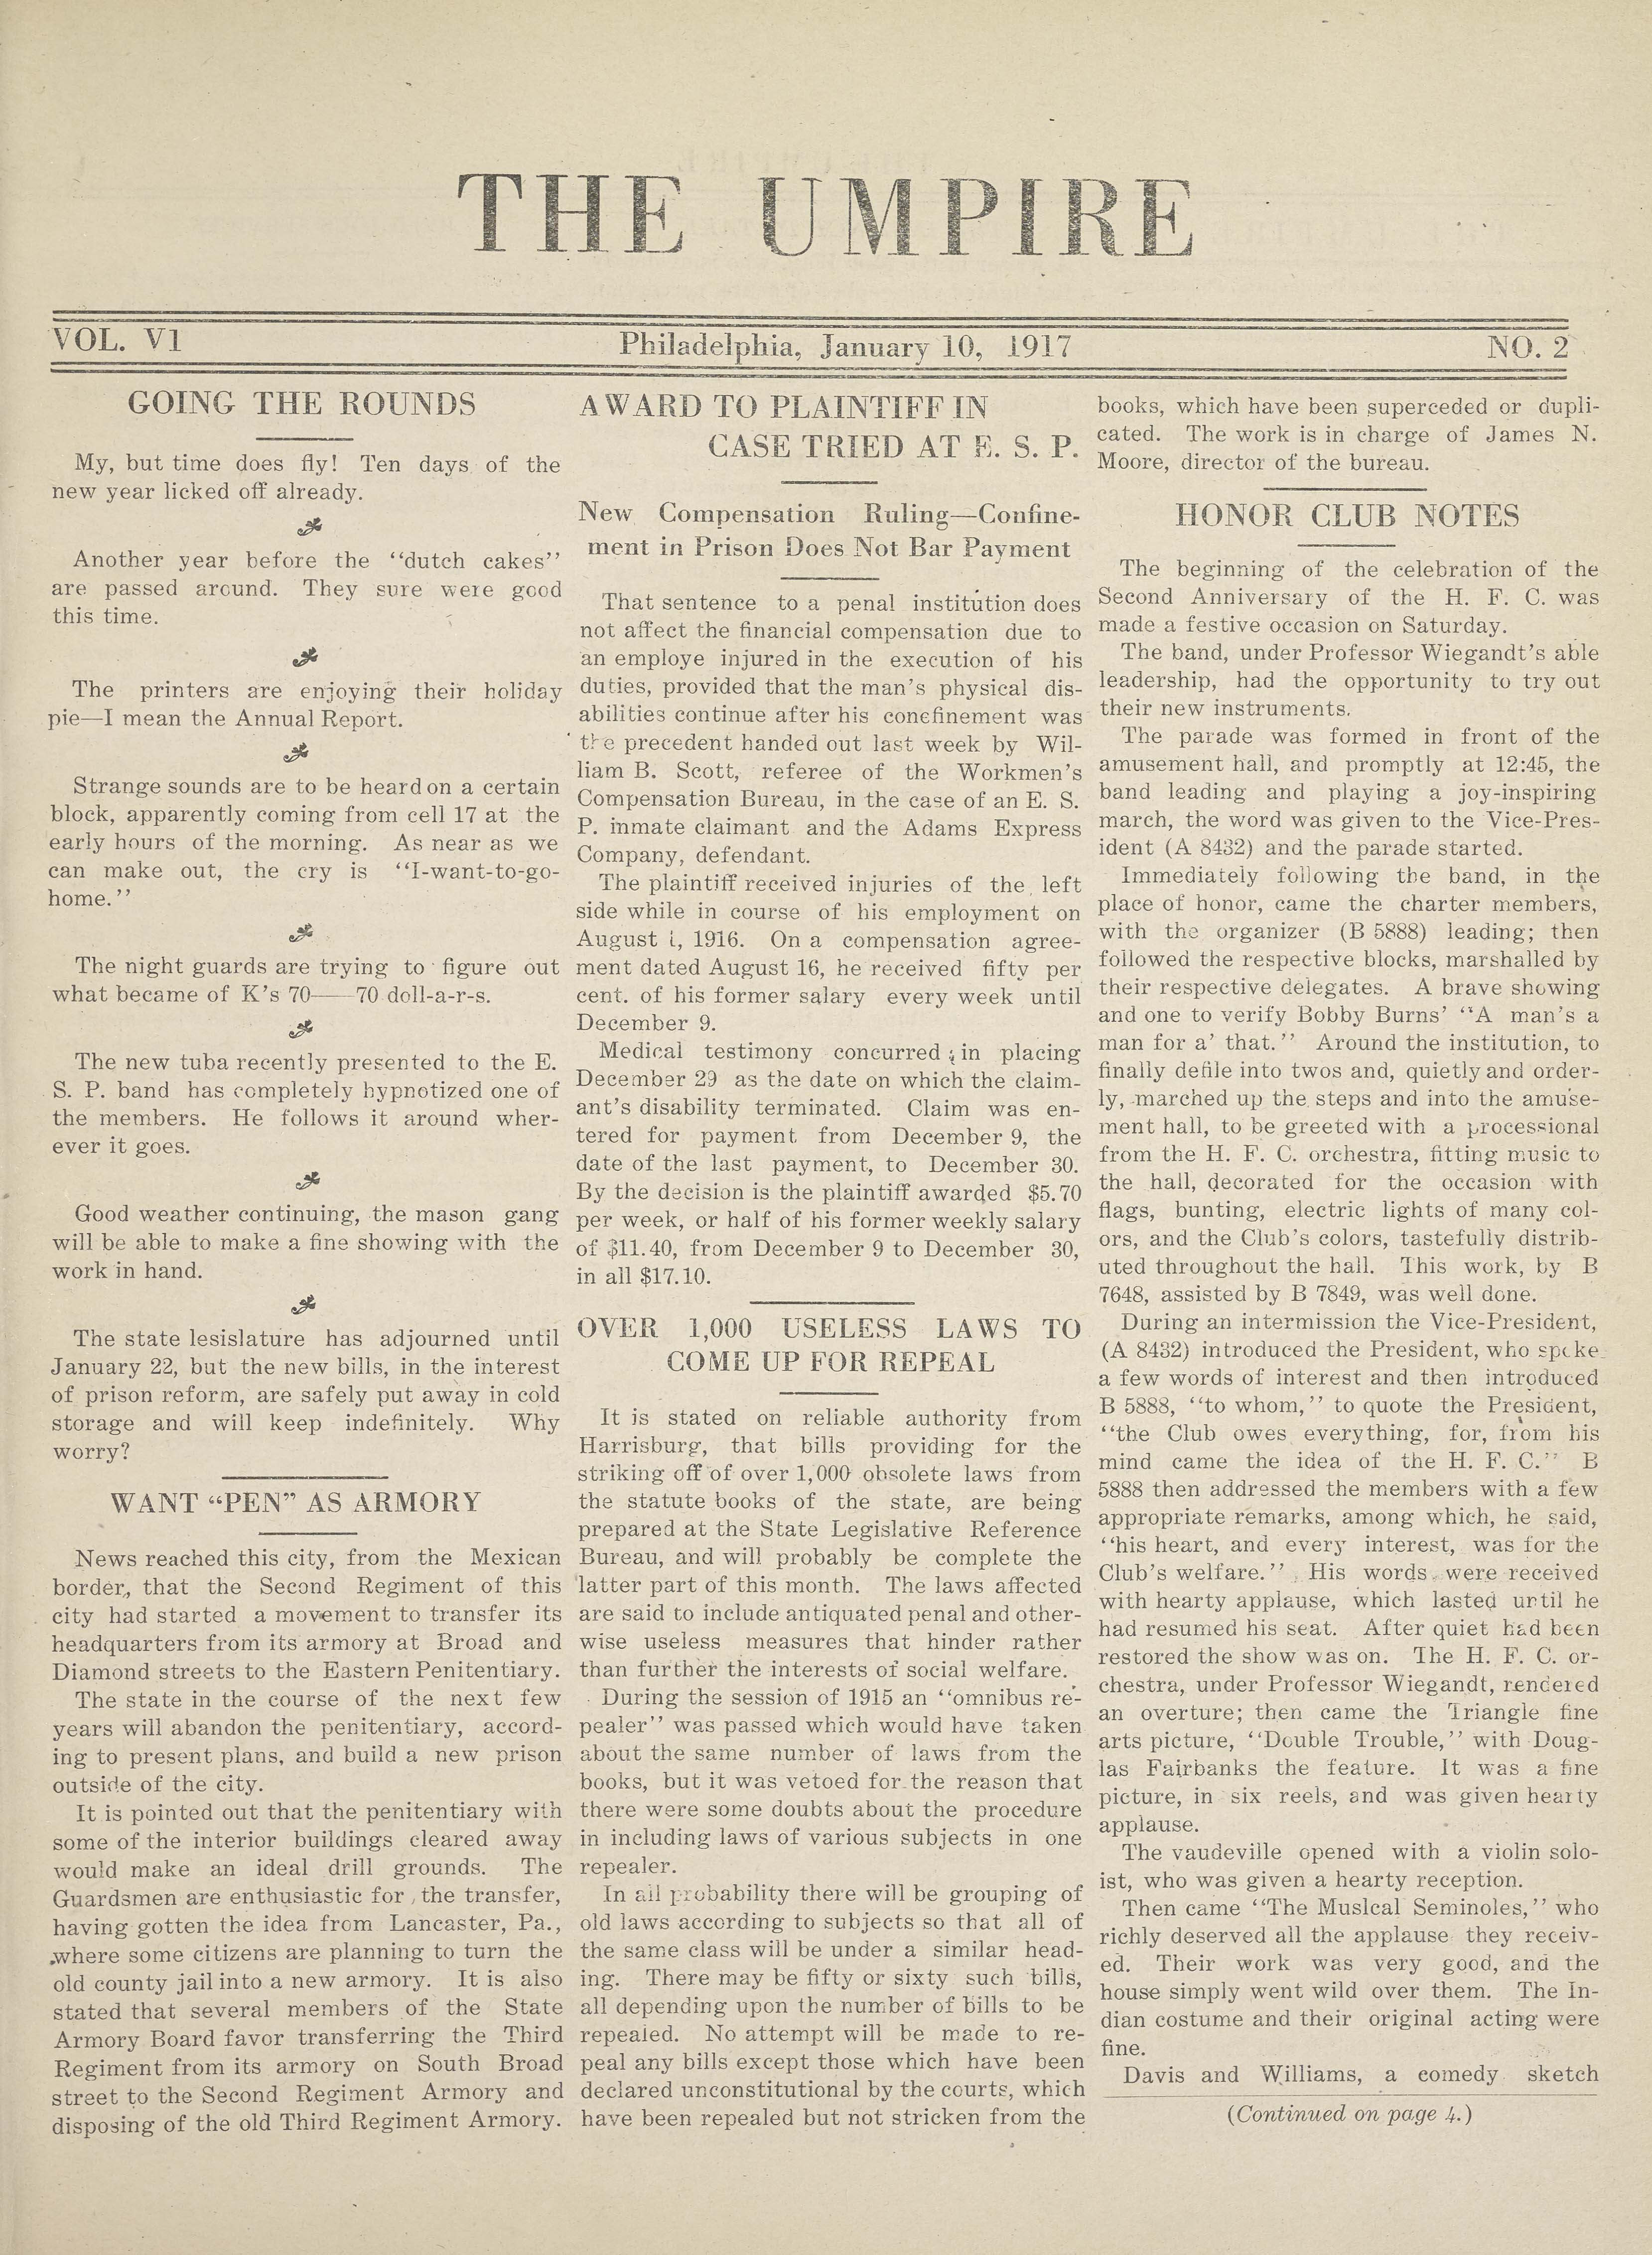 THE UMPIRE
VOL. V1
Philadelphia, January 10, 1917
NO. 2
GOING THE ROUNDS
My, but time does fly! Ten days of the
new year licked off already.
Another year before the "dutch cakes"
are passed around. They sure were good
this time.
The printers are enjoying their holiday
pie—I mean the Annual Report.
Strange sounds are to be heard on a certain
block, apparently coming from cell 17 at the
early hours of the morning. As near as we
can make out, the cry is "I-want-to-go-
home."
The night guards are trying to figure out
what became of K's 70——70 doll-a-r-s.
The new tuba recently presented to the E.
S. P. band has completely hypnotized one of
the members. He follows it around wher-
ever it goes.
Good weather continuing, the mason gang
will be able to make a fine showing with the
work in hand.
The state lesislature has adjourned until
January 22, but the new bills, in the interest
of prison reform, are safely put away in cold
storage and will keep indefinitely. Why
worry?
WANT "PEN" AS ARMORY
News reached this city, from the Mexican
border, that the Second Regiment of this
city had started a movement to transfer its
headquarters from its armory at Broad and
Diamond streets to the Eastern Penitentiary.
The state in the course of the next few
years will abandon the penitentiary, accord-
ing to present plans, and build a new prison
outside of the city.
It is pointed out that the penitentiary with
some of the interior buildings cleared away
would make an ideal drill grounds. The
Guardsmen are enthusiastic for the transfer,
having gotten the idea from Lancaster, Pa.,
where some citizens are planning to turn the
old county jail into a new armory. It is also
stated that several members of the State
Armory Board favor transferring the Third
Regiment from its armory on South Broad
street to the Second Regiment Armory and
disposing of the old Third Regiment Armory.
AWARD TO PLAINTIFF IN
CASE TRIED AT E. S. P.
New Compensation Ruling—Confine-
ment in Prison Does Not Bar Payment
That sentence to a penal institution does
not affect the financial compensation due to
an employe injured in the execution of his
duties, provided that the man's physical dis-
abilities continue after his conefinement was
the precedent handed out last week by Wil-
liam B. Scott, referee of the Workmen's
Compensation Bureau, in the case of an E. S.
P. inmate claimant and the Adams Express
Company, defendant.
The plaintiff received injuries of the left
side while in course of his employment on
August 1, 1916. On a compensation agree-
ment dated August 16, he received fifty per
cent. of his former salary every week until
December 9.
Medical testimony concurred in placing
December 29 as the date on which the claim-
ant's disability terminated. Claim was en-
tered for payment from December 9, the
date of the last payment, to December 30.
By the decision is the plaintiff awarded $5.70
per week, or half of his former weekly salary
of $11.40, from December 9 to December 30,
in all $17.10.
OVER 1,000 USELESS LAWS TO
COME UP FOR REPEAL
It is stated on reliable authority from
Harrisburg, that bills providing for the
striking off of over 1,000 obsolete laws from
the statute books of the state, are being
prepared at the State Legislative Reference
Bureau, and will probably be complete the
latter part of this month. The laws affected
are said to include antiquated penal and other-
wise useless measures that hinder rather
than further the interests of social welfare.
During the session of 1915 an "omnibus re-
pealer" was passed which would have taken
about the same number of laws from the
books, but it was vetoed for the reason that
there were some doubts about the procedure
in including laws of various subjects in one
repealer.
In all probability there will be grouping of
old laws according to subjects so that all of
the same class will be under a similar head-
ing. There may be fifty or sixty such bills,
all depending upon the number of bills to be
repealed. No attempt will be made to re-
peal any bills except those which have been
declared unconstitutional by the courts, which
have been repealed but not stricken from the
books, which have been superceded or dupli-
cated. The work is in charge of James N.
Moore, director of the bureau.
HONOR CLUB NOTES
The beginning of the celebration of the
Second Anniversary of the H. F. C. was
made a festive occasion on Saturday.
The band, under Professor Wiegandt's able
leadership, had the opportunity to try out
their new instruments.
The parade was formed in front of the
amusement hall, and promptly at 12:45, the
band leading and playing a joy-inspiring
march, the word was given to the Vice-Pres-
ident (A 8432) and the parade started.
Immediately following the band, in the
place of honor, came the charter members,
with the organizer (B 5888) leading; then
followed the respective blocks, marshalled by
their respective delegates. A brave showing
and one to verify Bobby Burns' "A man's a
man for a' that." Around the institution, to
finally defile into twos and, quietly and order-
ly, marched up the steps and into the amuse-
ment hall, to be greeted with a processional
from the H. F. C. orchestra, fitting music to
the hall, decorated for the occasion with
flags, bunting, electric lights of many col-
ors, and the Club's colors, tastefully distrib-
uted throughout the hall. This work, by B
7648, assisted by B 7849, was well done.
During an intermission the Vice-President,
(A 8432) introduced the President, who spoke
a few words of interest and then introduced
B 5888, "to whom," to quote the President,
"the Club owes everything, for, from his
mind came the idea of the H. F. C." B
5888 then addressed the members with a few
appropriate remarks, among which, he said,
"his heart, and every interest, was for the
Club's welfare." His words were received
with hearty applause, which lasted until he
had resumed his seat. After quiet had been
restored the show was on. The H. F. C. or-
chestra, under Professor Wiegandt, rendered
an overture; then came the Triangle fine
arts picture, "Double Trouble," with Doug-
las Fairbanks the feature. It was a fine
picture, in six reels, and was given hearty
applause.
The vaudeville opened with a violin solo-
ist, who was given a hearty reception.
Then came "The Muslcal Seminoles," who
richly deserved all the applause they receiv-
ed. Their work was very good, and the
house simply went wild over them. The In-
dian costume and their original acting were
fine.
Davis and Williams, a comedy sketch
(Continued on page 4.)